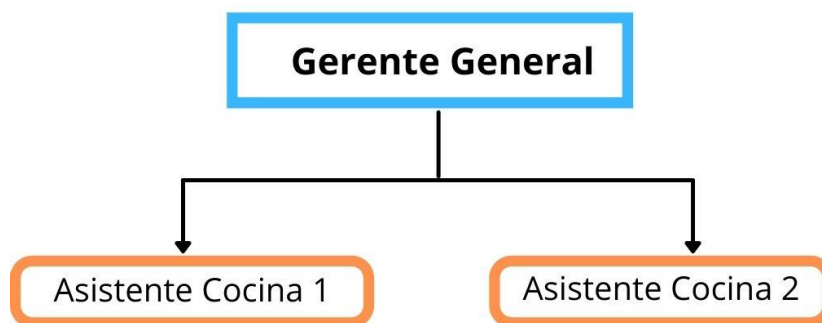 Gerente General
Asistente Cocina 1
Asistente Cocina 2